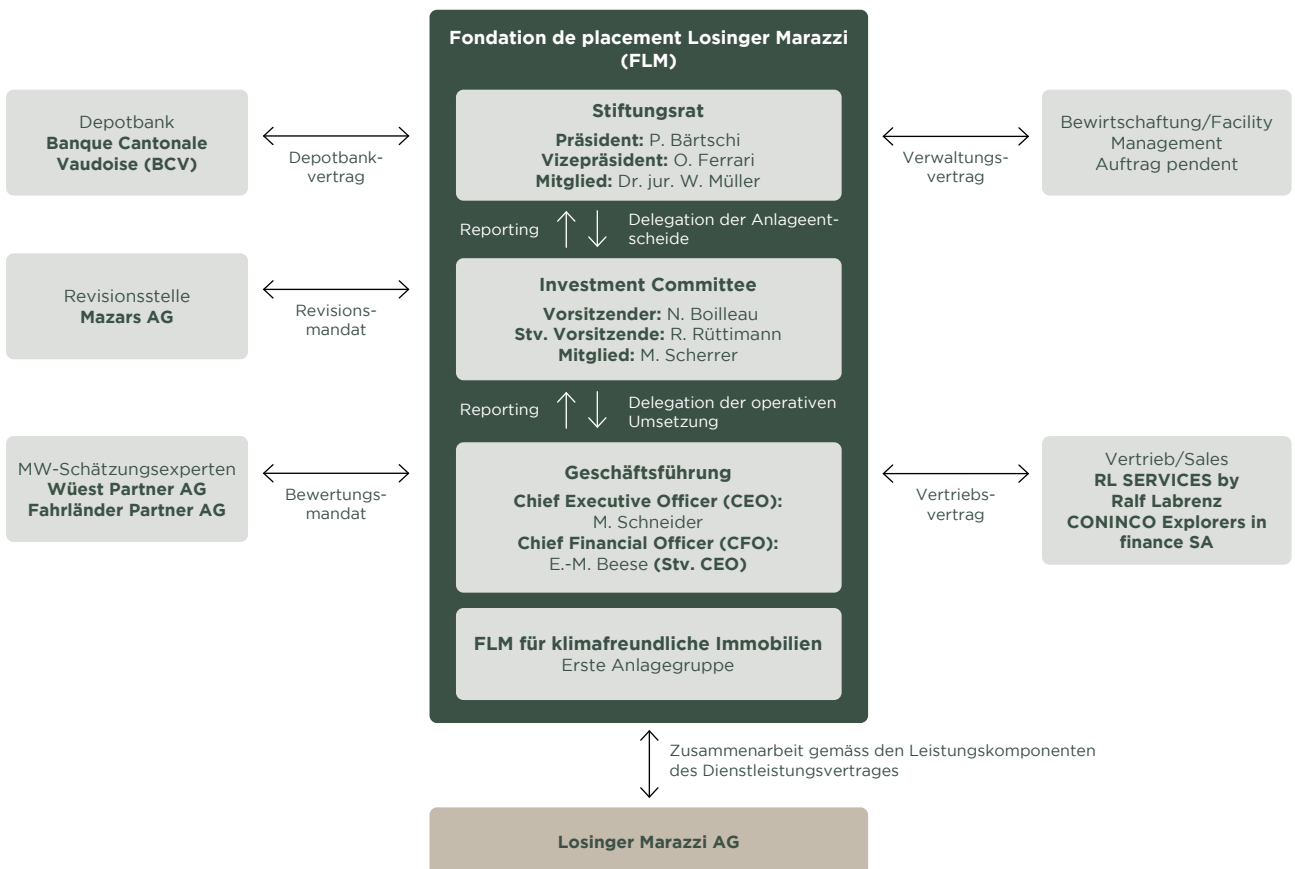 Fondation de placement Losinger Marazzi
(FLM)
Depotbank
Banque Cantonale
Vaudoise (BCV)
Depotbank-
vertrag
Stiftungsrat
Präsident: P. Bärtschi
Vizepräsident: O. Ferrari
Mitglied: Dr. jur. W. Müller
Verwaltungs-
vertrag
Bewirtschaftung/Facility
Management
Auftrag pendent
Reporting
Delegation der Anlageent-
scheide
Revisionsstelle
Mazars AG
Revisions-
mandat
Investment Committee
Vorsitzender: N. Boilleau
Stv. Vorsitzende: R. Rüttimann
Mitglied: M. Scherrer
Reporting
Delegation der operativen
Umsetzung
MW-Schätzungsexperten
Wüest Partner AG
Fahrländer Partner AG
Bewertungs-
mandat
Geschäftsführung
Chief Executive Officer (CEO):
M. Schneider
Chief Financial Officer (CFO):
E.-M. Beese (Stv. CEO)
Vertriebs-
vertrag
Vertrieb/Sales
RL SERVICES by
Ralf Labrenz
CONINCO Explorers in
finance SA
FLM für klimafreundliche Immobilien
Erste Anlagegruppe
Zusammenarbeit gemäss den Leistungskomponenten
des Dienstleistungsvertrages
Losinger Marazzi AG